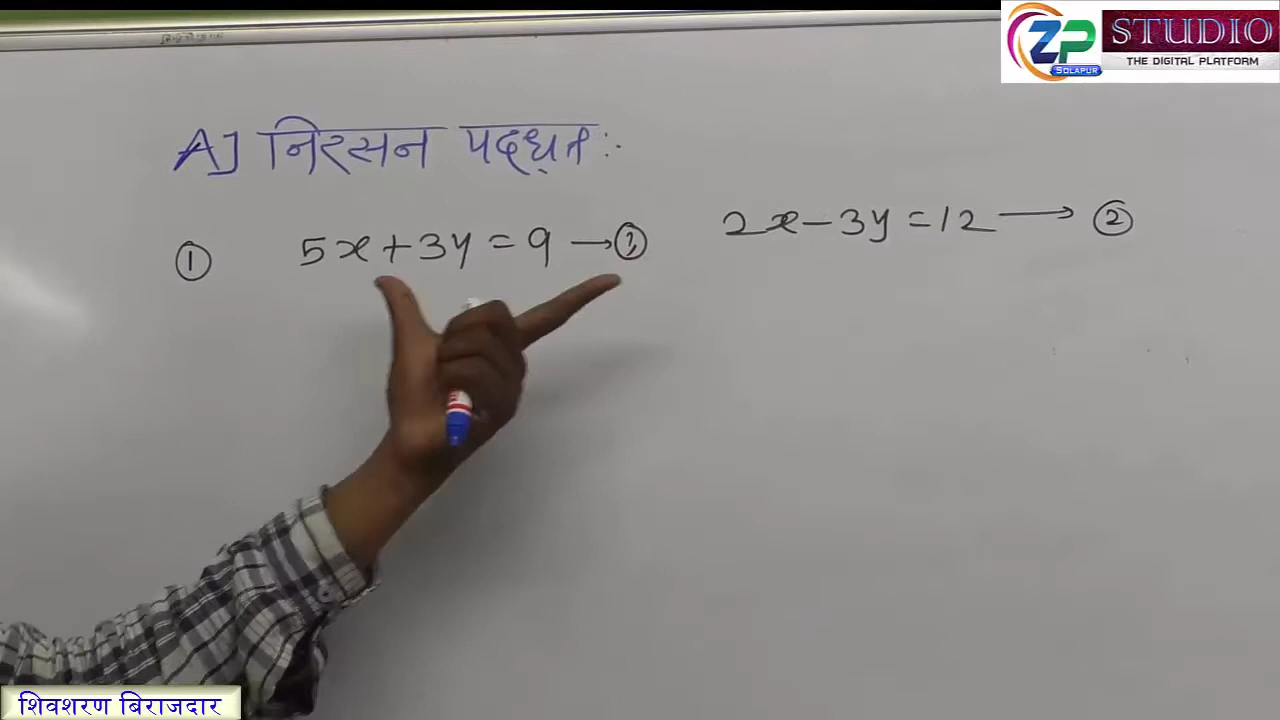 ZP STUDIO
SOLAPUR THE DIGITAL PLATFORM
A] निरसन पद्धत :-
① 5x + 3y = 9 → ①
2x - 3y = 12 → ②
शिवशरण बिराजदार